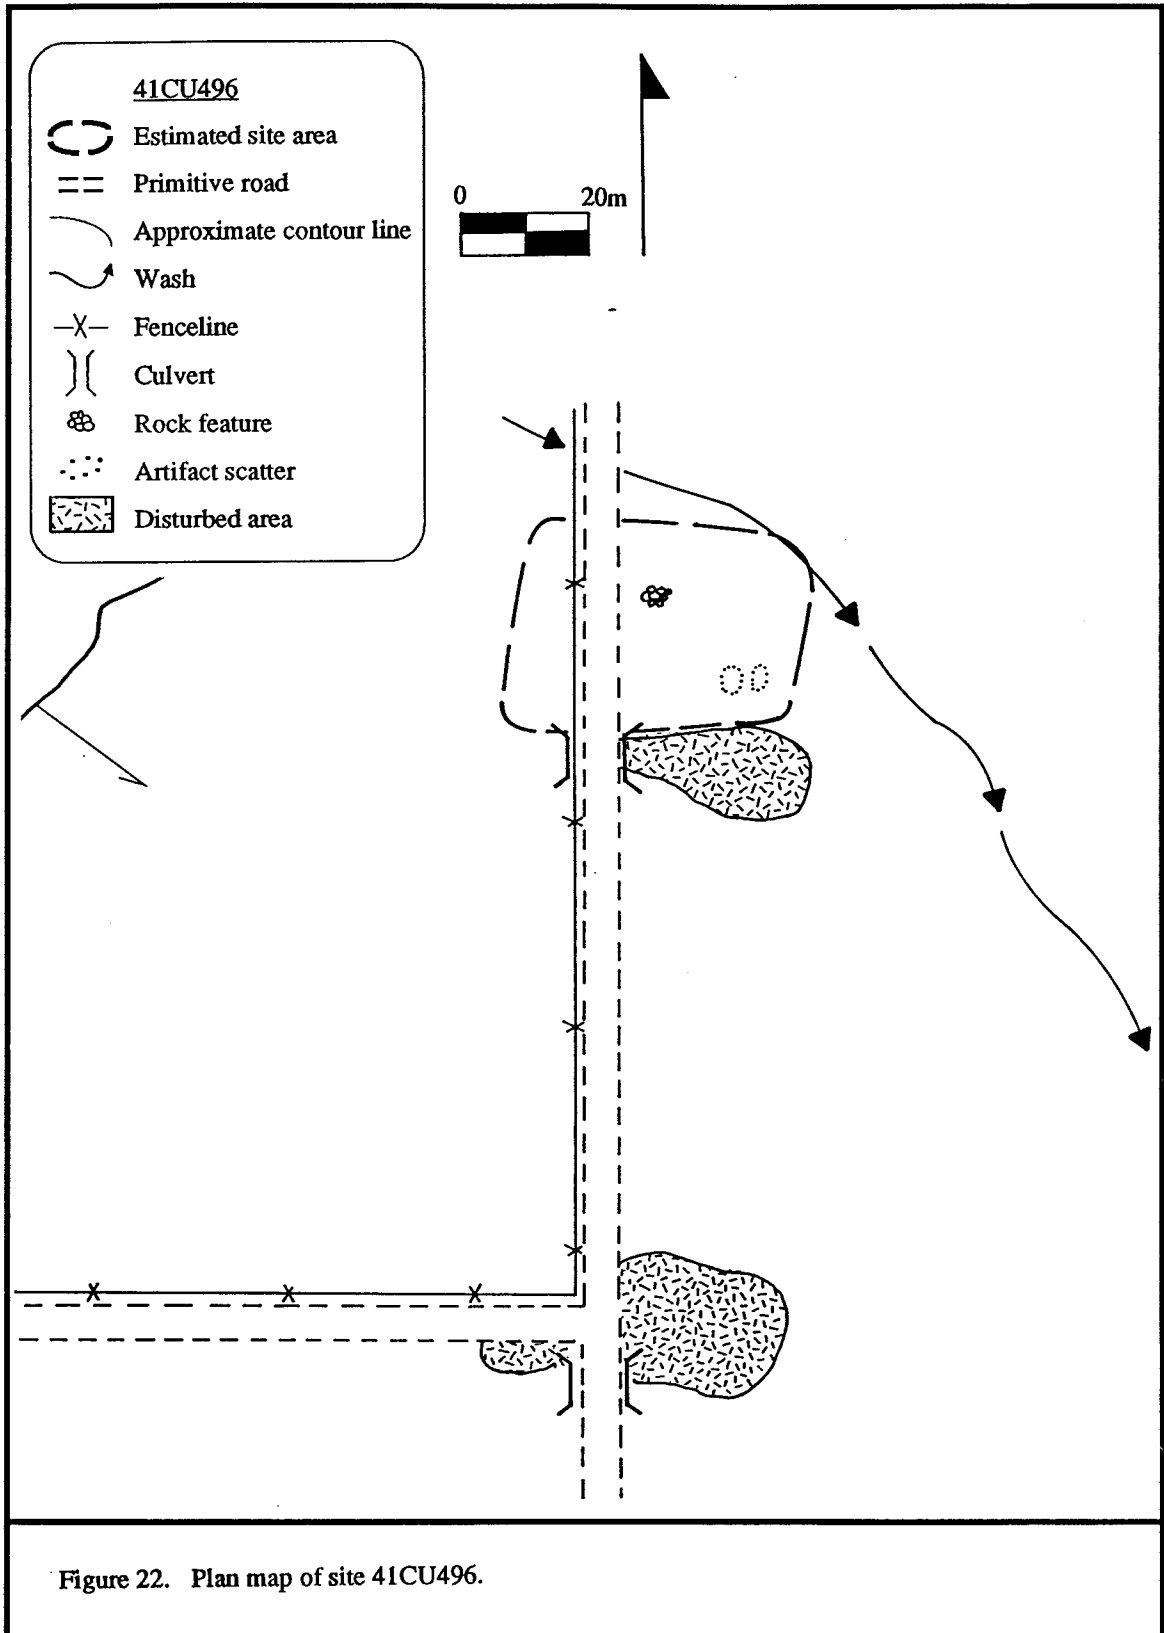 41CU496
Estimated site area
Primitive road
Approximate contour line
Wash
Fenceline
Culvert
Rock feature
Artifact scatter
Disturbed area
0 20m
Figure 22. Plan map of site 41CU496.